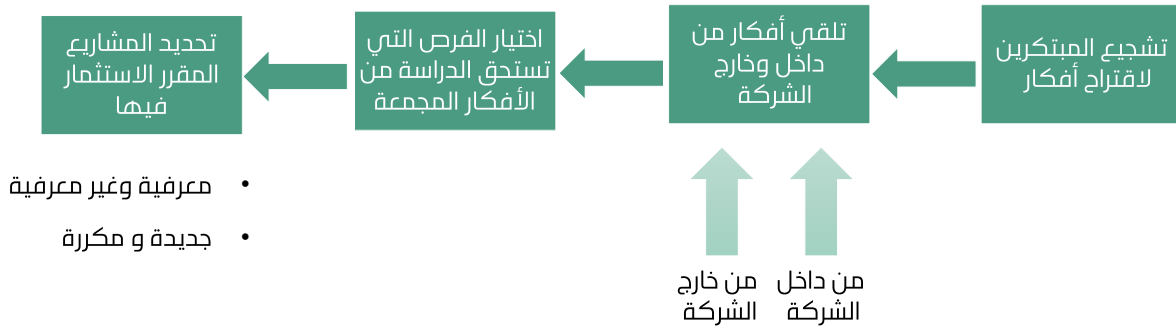 تشجيع المبتكرين
لاقتراح أفكار
تلقي أفكار من
داخل وخارج
الشركة
اختيار الفرص التي
تستحق الدراسة من
الأفكار المجمعة
تحديد المشاريع
المقرر الاستثمار
فيها
• معرفية وغير معرفية
• جديدة و مكررة
من داخل
الشركة
من خارج
الشركة